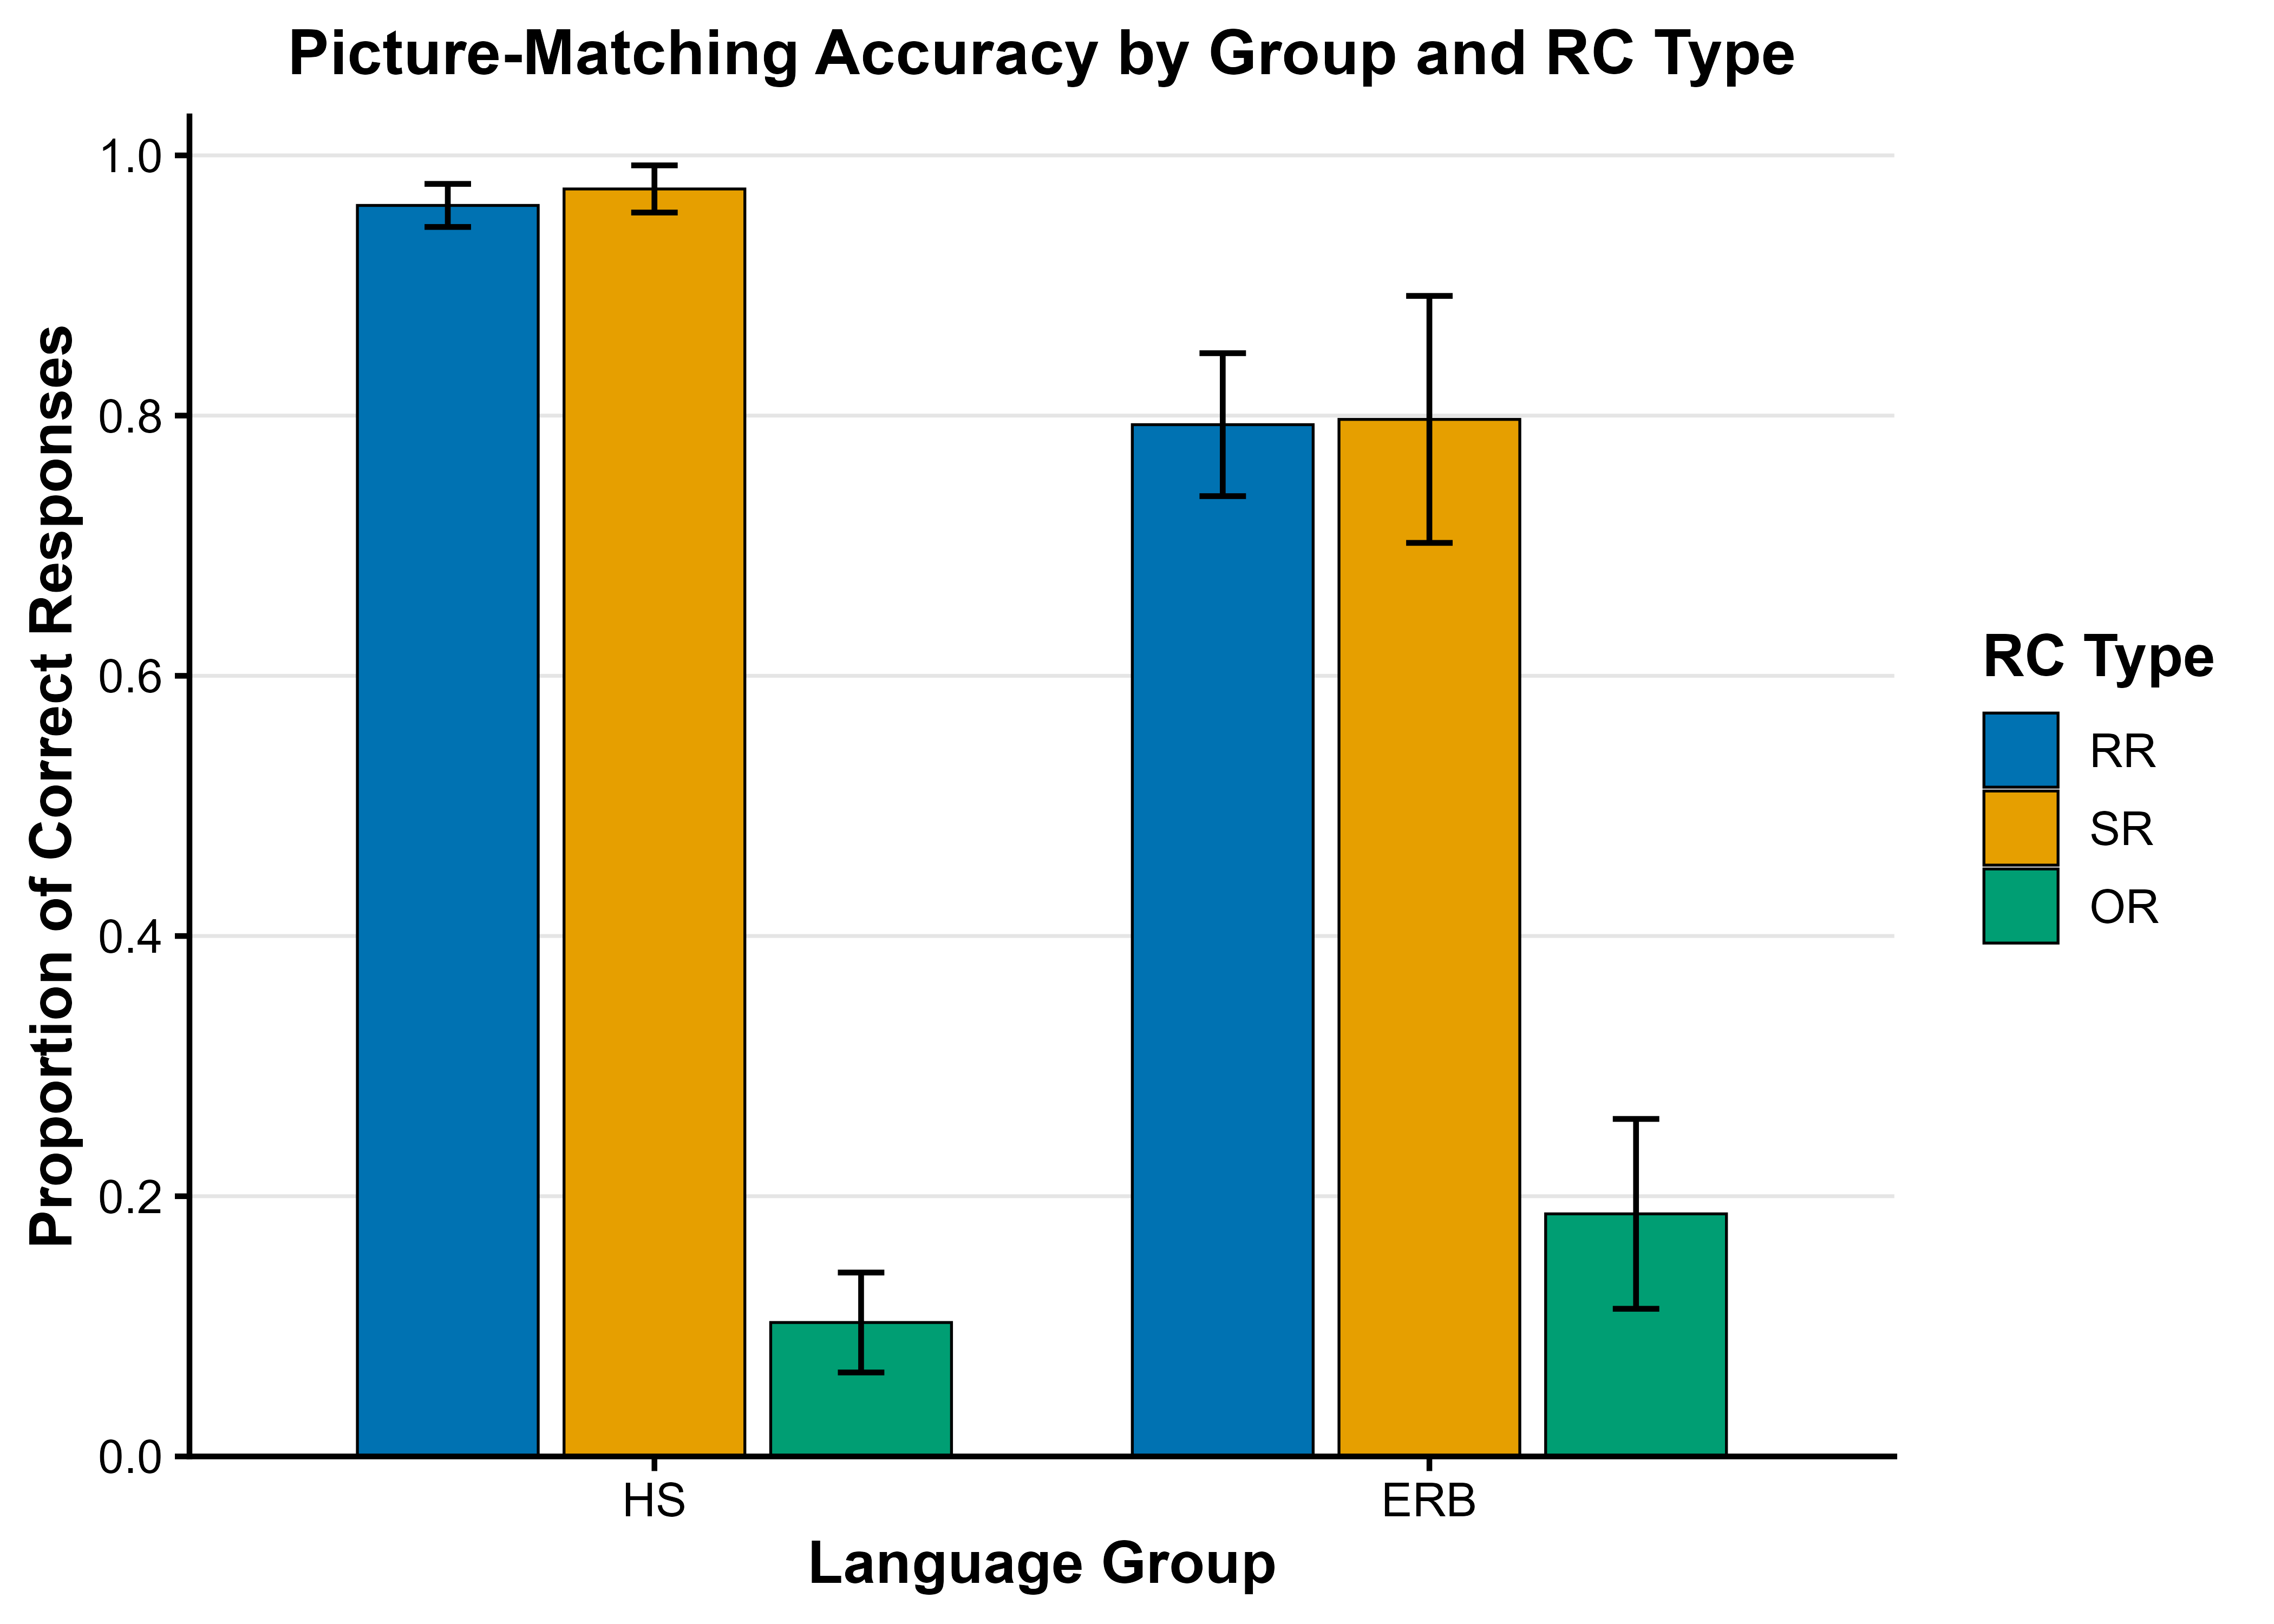 Picture-Matching Accuracy by Group and RC Type
Proportion of Correct Responses
1.0
0.8
0.6
0.4
0.2
0.0
HS
ERB
Language Group
RC Type
RR
SR
OR